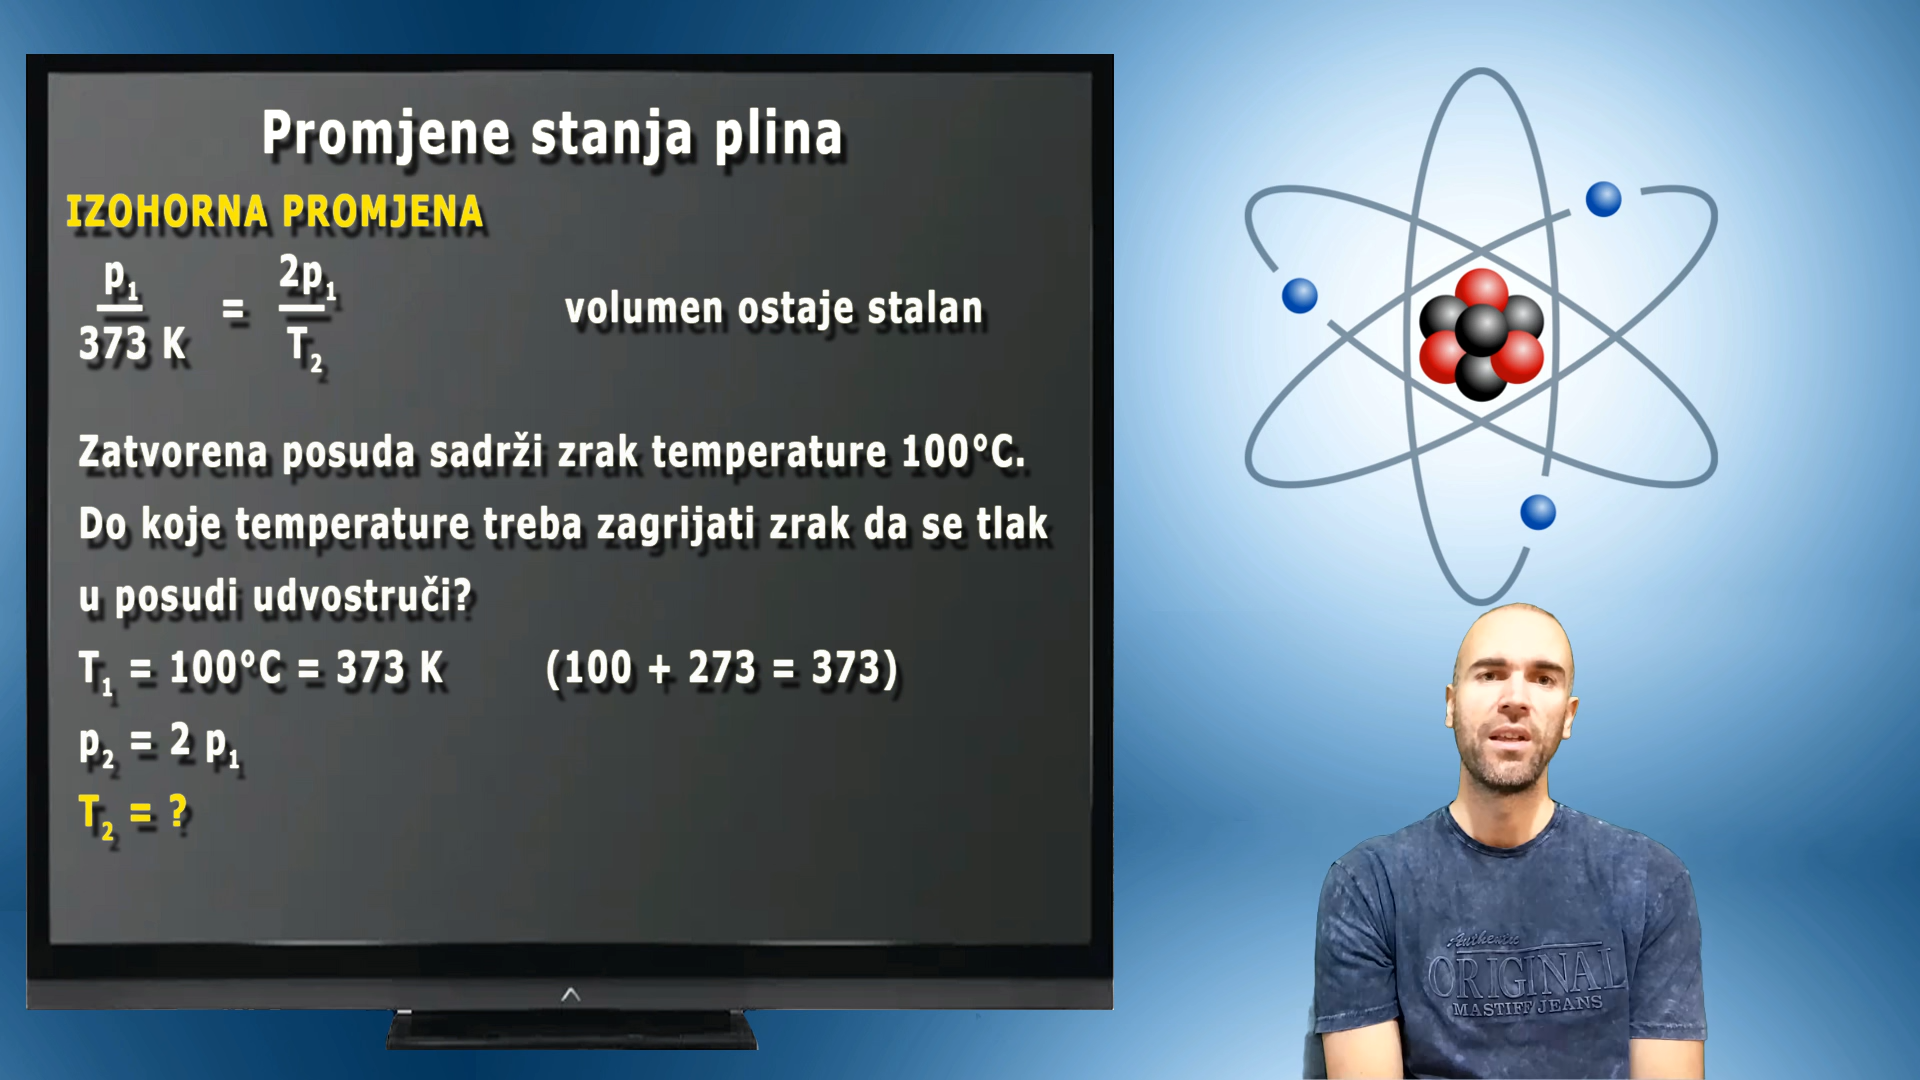 Promjene stanja plina
IZOHORNA PROMJENA
p₁ / 373 K = 2p₁ / T₂
volumen ostaje stalan
Zatvorena posuda sadrži zrak temperature 100°C.
Do koje temperature treba zagrijati zrak da se tlak
u posudi udvostruči?
T₁ = 100°C = 373 K (100 + 273 = 373)
p₂ = 2 p₁
T₂ = ?
Authentic
ORIGINAL
MASTIFF JEANS